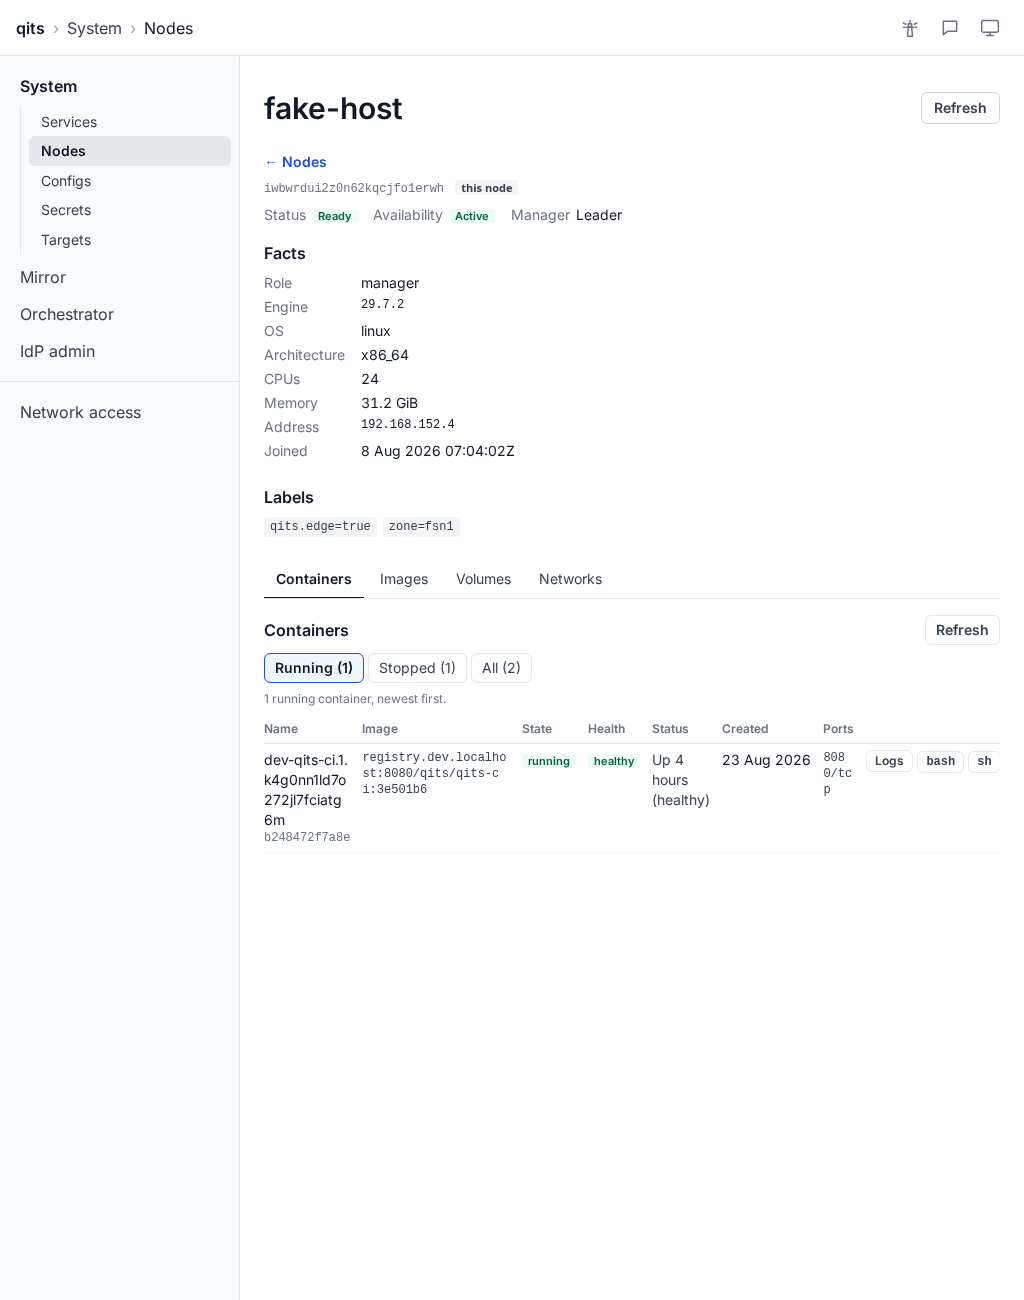 qits › System › Nodes
System
Services
Nodes
Configs
Secrets
Targets
Mirror
Orchestrator
IdP admin
Network access
fake-host
Refresh
← Nodes
iwbwrdui2z0n62kqcjfo1erwh this node
Status Ready Availability Active Manager Leader
Facts
Role manager
Engine 29.7.2
OS linux
Architecture x86_64
CPUs 24
Memory 31.2 GiB
Address 192.168.152.4
Joined 8 Aug 2026 07:04:02Z
Labels
qits.edge=true zone=fsn1
Containers Images Volumes Networks
Containers
Refresh
Running (1) Stopped (1) All (2)
1 running container, newest first.
Name Image State Health Status Created Ports
dev-qits-ci.1.
k4g0nn1ld7o
272jl7fciatg
6m
b248472f7a8e
registry.dev.localho
st:8080/qits/qits-c
i:3e501b6
running
healthy
Up 4
hours
(healthy)
23 Aug 2026
808
0/tc
p
Logs bash sh